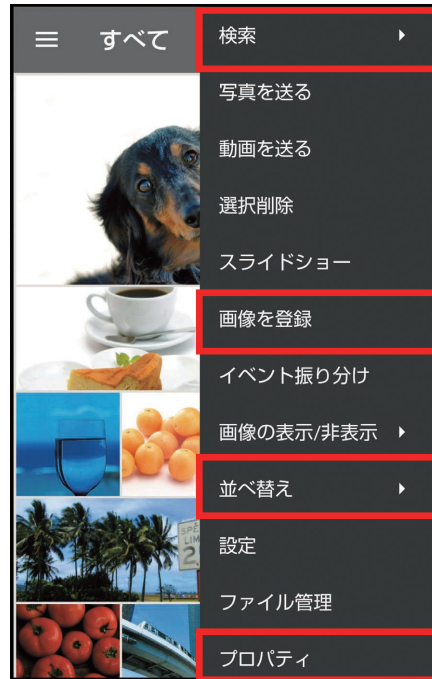 すべて
検索
写真を送る
動画を送る
選択削除
スライドショー
画像を登録
イベント振り分け
画像の表示/非表示
並べ替え
設定
ファイル管理
プロパティ
SPE
LIM
2